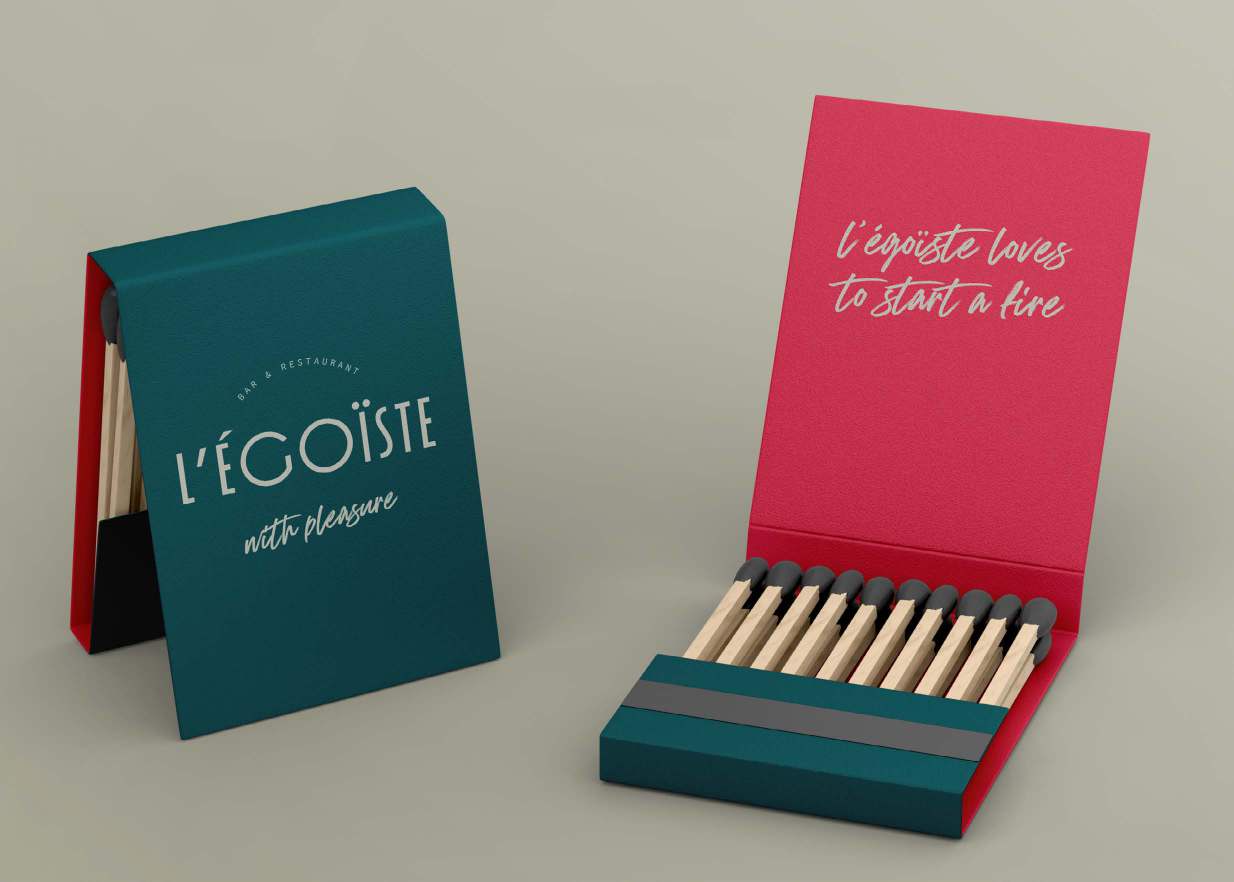 BAR & RESTAURANT
L'ÉGOÏSTE
with pleasure
l'égoïste loves
to start a fire